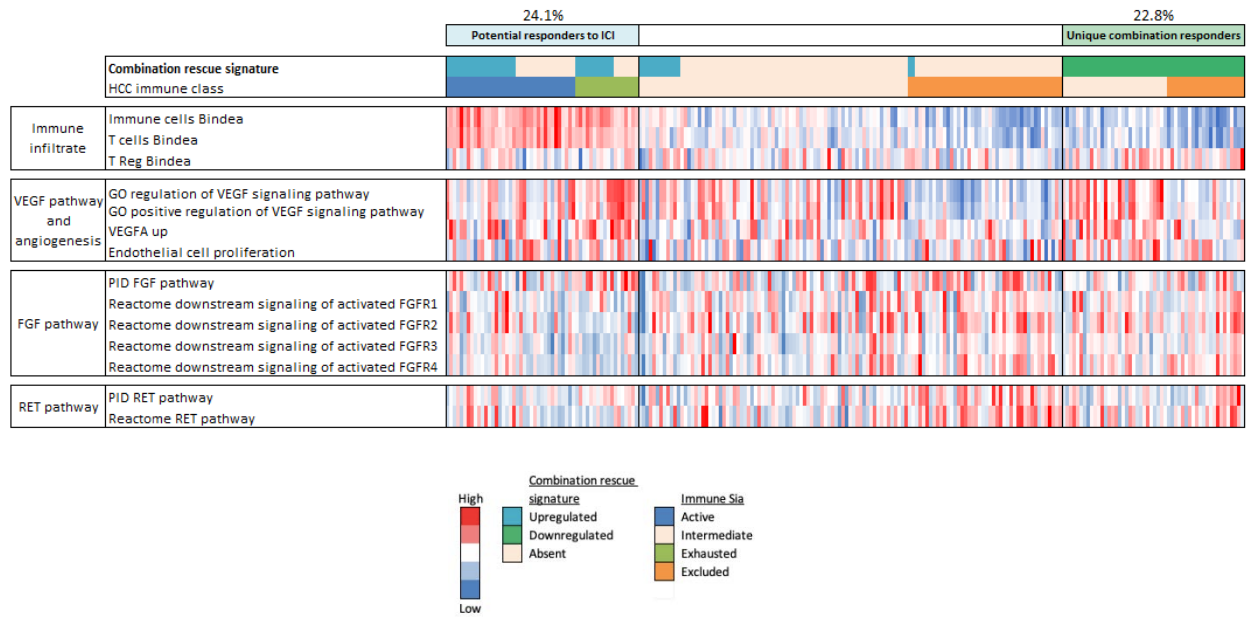 24.1%
22.8%
Potential responders to ICI
Unique combination responders
Combination rescue signature
HCC immune class
Immune
infiltrate
Immune cells Bindea
T cells Bindea
T Reg Bindea
VEGF pathway
and
angiogenesis
GO regulation of VEGF signaling pathway
GO positive regulation of VEGF signaling pathway
VEGFA up
Endothelial cell proliferation
FGF pathway
PID FGF pathway
Reactome downstream signaling of activated FGFR1
Reactome downstream signaling of activated FGFR2
Reactome downstream signaling of activated FGFR3
Reactome downstream signaling of activated FGFR4
RET pathway
PID RET pathway
Reactome RET pathway
High
Low
Combination rescue
signature
Upregulated
Downregulated
Absent
Immune Sia
Active
Intermediate
Exhausted
Excluded